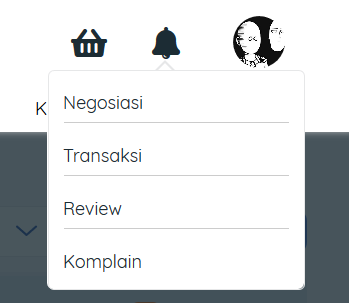 K
Negosiasi
Transaksi
Review
Komplain